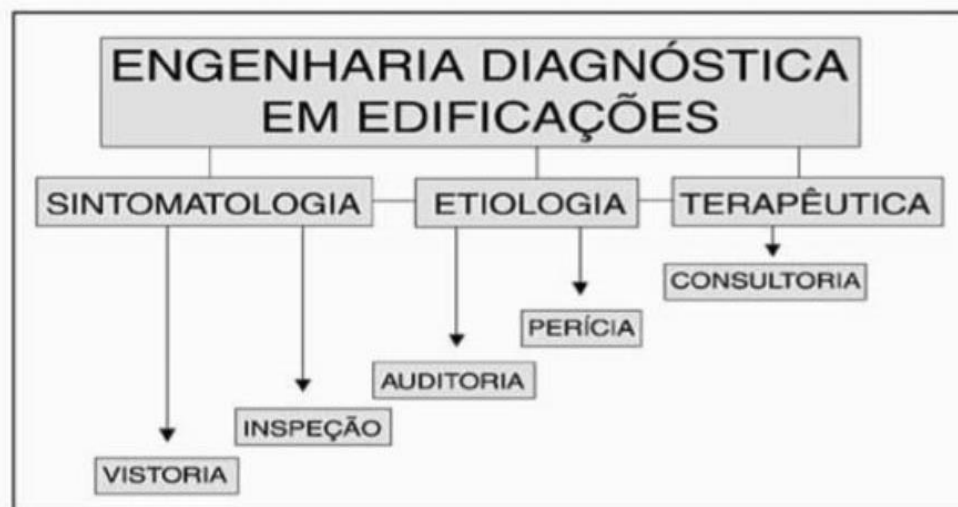 ENGENHARIA DIAGNÓSTICA
EM EDIFICAÇÕES
SINTOMATOLOGIA
ETIOLOGIA
TERAPÊUTICA
CONSULTORIA
PERÍCIA
AUDITORIA
INSPEÇÃO
VISTORIA